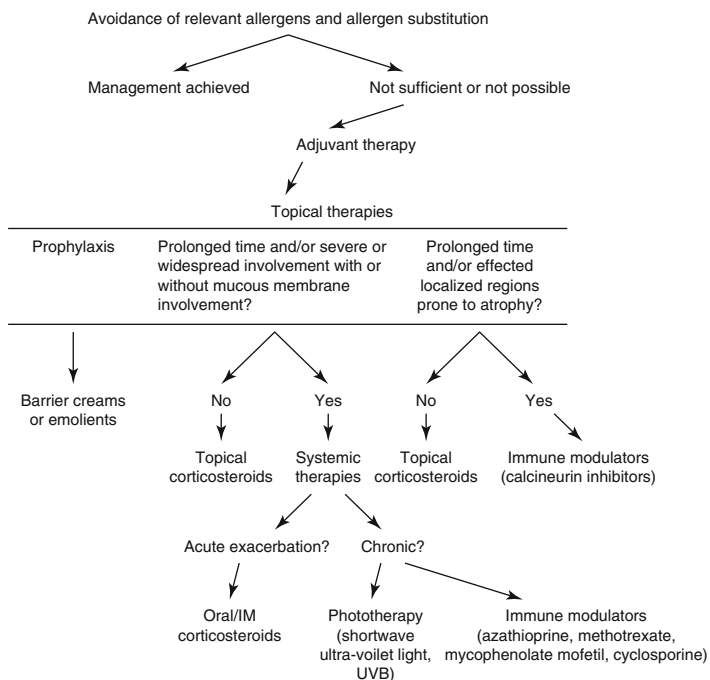 Avoidance of relevant allergens and allergen substitution
Management achieved
Not sufficient or not possible
Adjuvant therapy
Topical therapies
Prophylaxis
Prolonged time and/or severe or
widespread involvement with or
without mucous membrane
involvement?
Prolonged time
and/or effected
localized regions
prone to atrophy?
Barrier creams
or emolients
No
Yes
No
Yes
Topical
corticosteroids
Systemic
therapies
Topical
corticosteroids
Immune modulators
(calcineurin inhibitors)
Acute exacerbation?
Chronic?
Oral/IM
corticosteroids
Phototherapy
(shortwave
ultra-voilet light,
UVB)
Immune modulators
(azathioprine, methotrexate,
mycophenolate mofetil, cyclosporine)